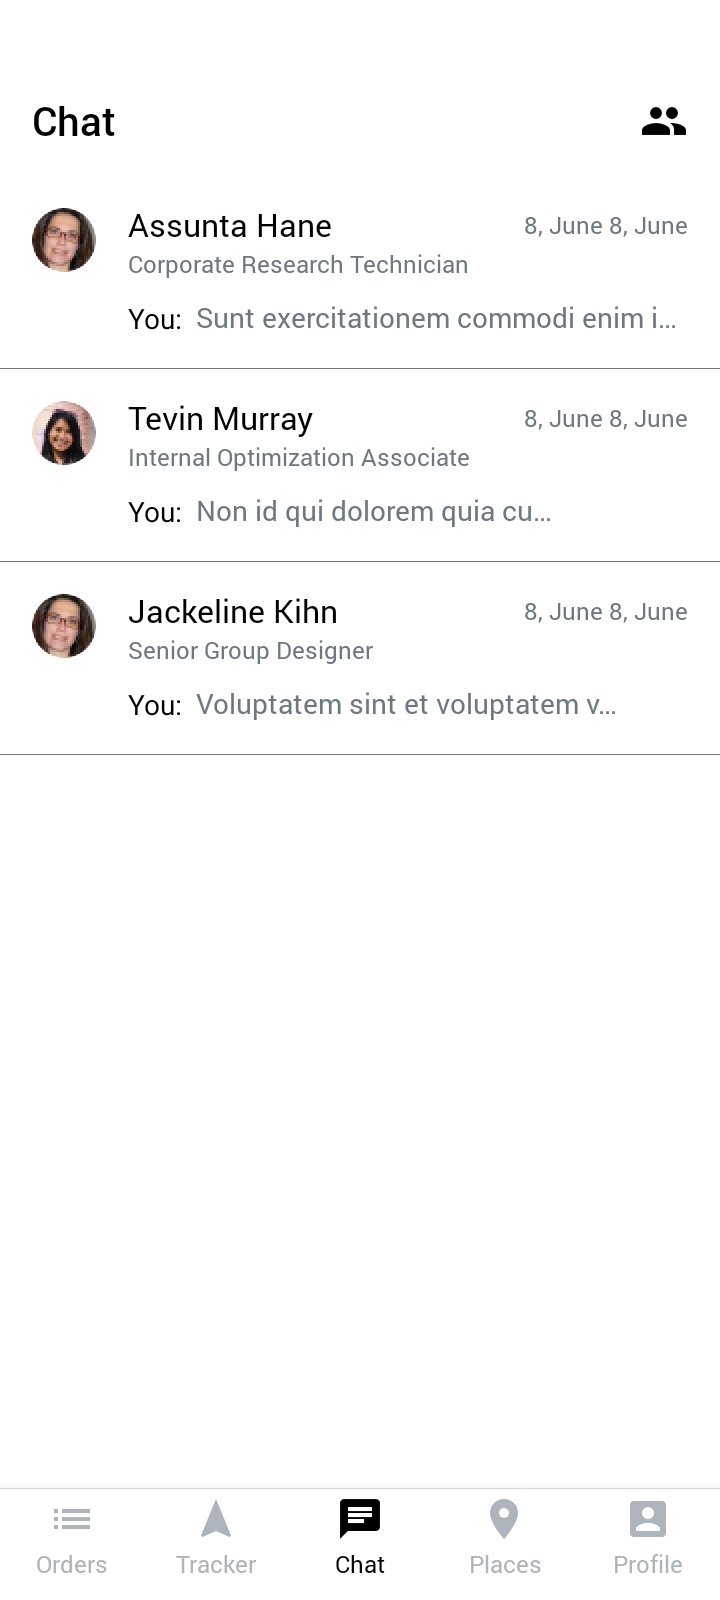 Chat
Assunta Hane 8, June 8, June
Corporate Research Technician
You: Sunt exercitationem commodi enim i...
Tevin Murray 8, June 8, June
Internal Optimization Associate
You: Non id qui dolorem quia cu...
Jackeline Kihn 8, June 8, June
Senior Group Designer
You: Voluptatem sint et voluptatem v...
Orders Tracker Chat Places Profile